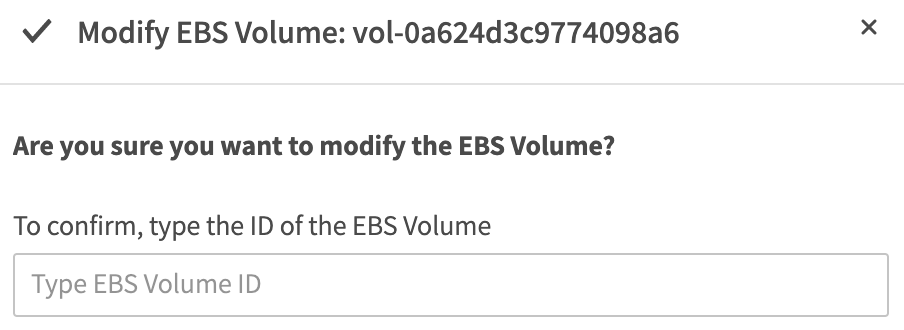 Modify EBS Volume: vol-0a624d3c9774098a6
Are you sure you want to modify the EBS Volume?
To confirm, type the ID of the EBS Volume
Type EBS Volume ID